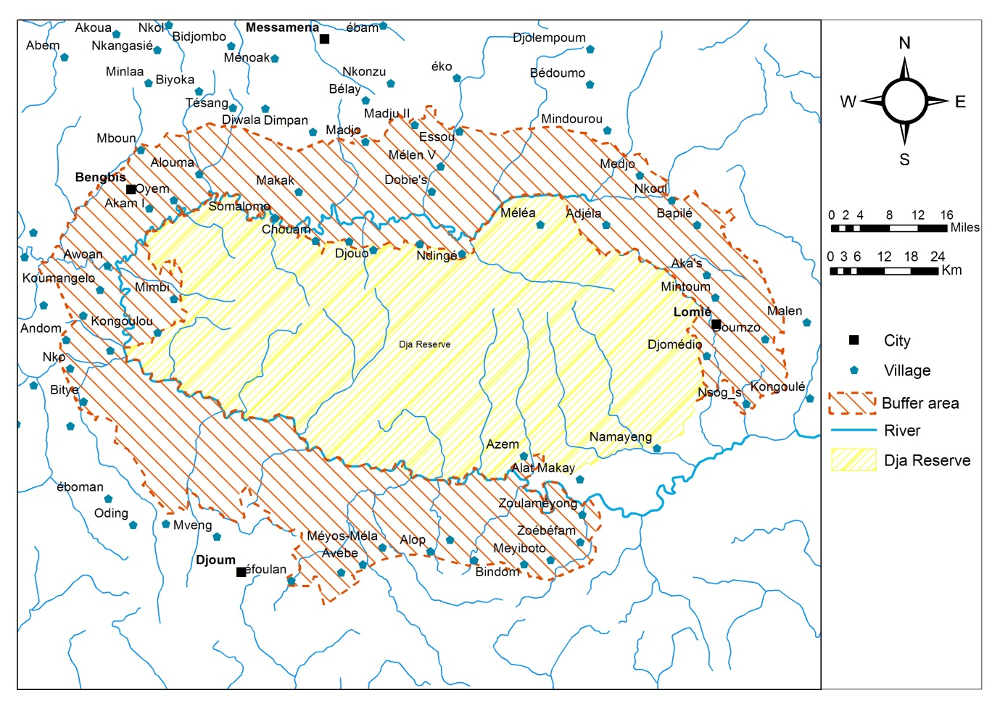 Akoua
Nkol
Bidjombo
Messamena
ébam
Djolempoum
Abem
Nkangasié
Ménoak
Minlaa
Biyoka
Nkonzu
éko
Bédoumo
Bélay
Tésang
Diwala
Dimpan
Madju II
Madjo
Essou
Mindourou
Mboun
Alouma
Mélen V
Medjo
Bengbis
Oyem
Makak
Dobie's
Nkoul
Akam I
Somalomo
Méléa
Adjéla
Bapilé
Chouam
Awoan
Djouo
Ndingé
Aka's
Koumangelo
Mimbi
Mintoum
Lomié
Malen
Kongoulou
Doumzo
Andom
Dja Reserve
Djomédio
Nko
Bitye
Nsog_s
Kongoulé
Azem
Namayeng
Alat Makay
éboman
Zoulameyong
Oding
Mveng
Méyos-Méla
Alop
Zoébéfam
Avebe
Meyiboto
Djoum
éfoulan
Bindom
N
W
E
S
0 2 4 8 12 16
Miles
0 3 6 12 18 24
Km
City
Village
Buffer area
River
Dja Reserve